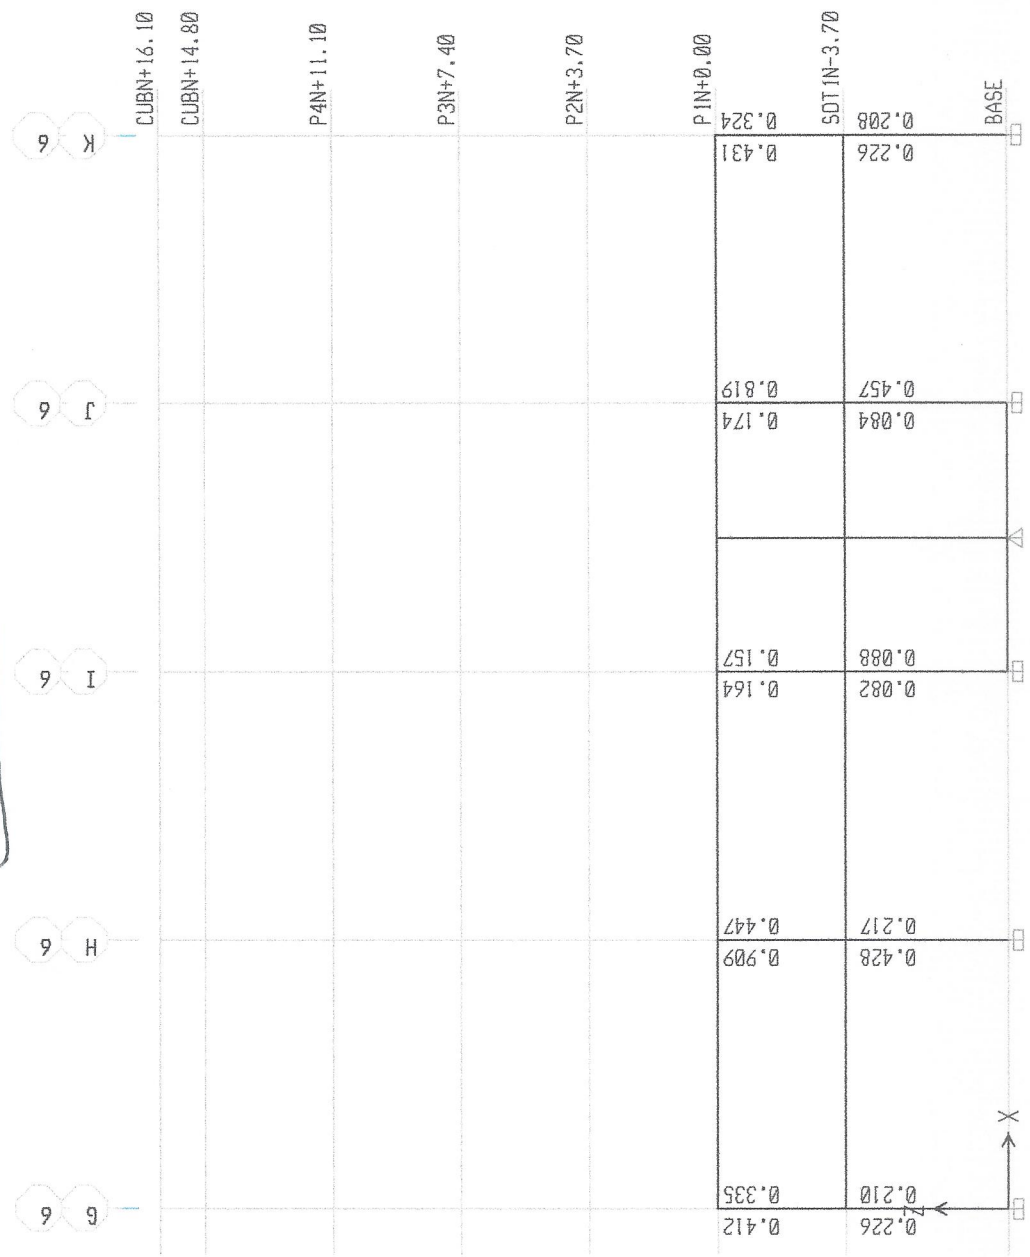 CUBN+16.10
CUBN+14.80
P4N+11.10
P3N+7.40
P2N+3.70
P1N+0.00
SDT1N-3.70
BASE
6 K
0.324 0.208
0.431 0.226
6 J
0.819 0.457
0.174 0.084
6 I
0.157 0.088
0.164 0.082
6 H
0.447 0.217
0.909 0.428
X
6 G
0.335 0.210
0.412 0.226
Z